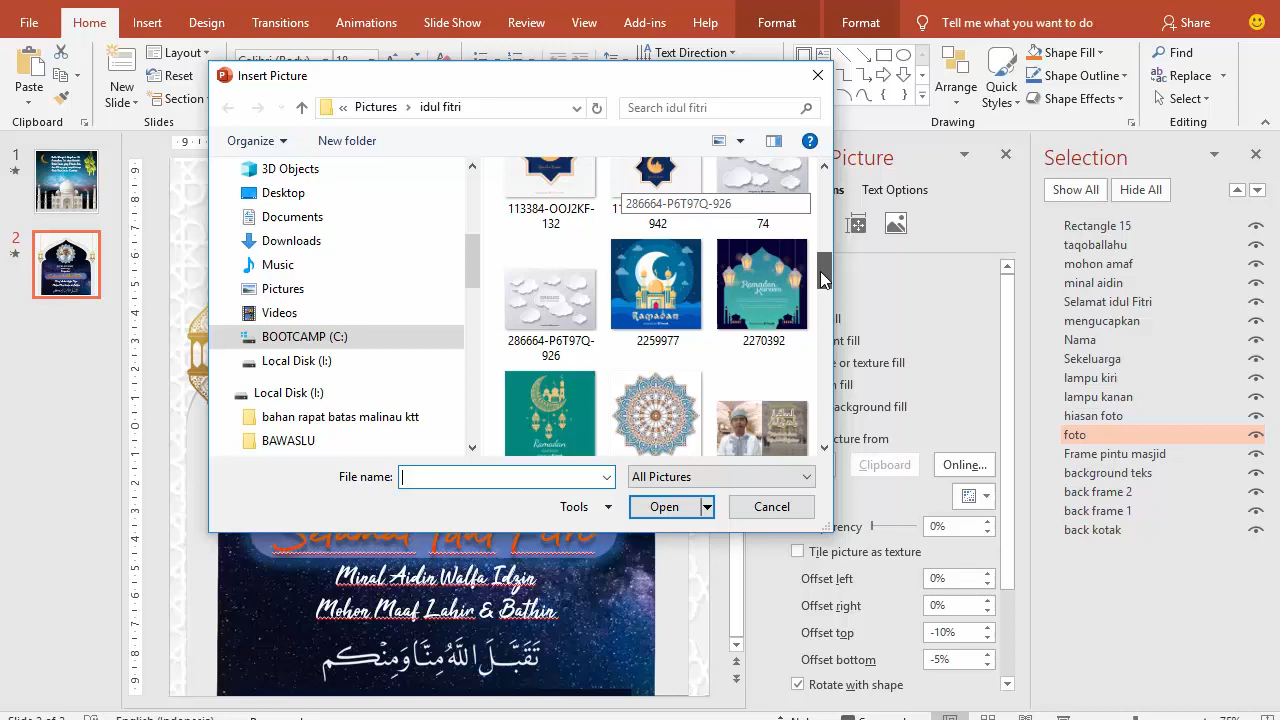 File Home Insert Design Transitions Animations Slide Show Review View Add-ins Help Format Format Tell me what you want to do Share
Paste
New Slide
Layout
Reset
Section
Text Direction
Arrange
Quick Styles
Shape Fill
Shape Outline
Shape Effects
Find
Replace
Select
Clipboard Slides Drawing Editing
Insert Picture
Pictures idul fitri
Search idul fitri
Organize New folder
3D Objects
Desktop
Documents
Downloads
Music
Pictures
Videos
BOOTCAMP (C:)
Local Disk (I:)
Local Disk (I:)
bahan rapat batas malinau ktt
BAWASLU
113384-OOJ2KF-132
942
74
286664-P6T97Q-926
286664-P6T97Q-926
2259977
2270392
File name:
All Pictures
Tools Open Cancel
1
2
Selamat Idul Fitri
Minal Aidin Walfa Idzin
Mohon Maaf Lahir & Bathin
تَقَبَّلَ اللَّهُ مِنَّا وَمِنْكُم
Picture
Text Options
Clipboard Online...
0%
Tile picture as texture
Offset left 0%
Offset right 0%
Offset top -10%
Offset bottom -5%
Rotate with shape
Selection
Show All Hide All
Rectangle 15
taqoballahu
mohon amaf
minal aidin
Selamat idul Fitri
mengucapkan
Nama
Sekeluarga
lampu kiri
lampu kanan
hiasan foto
foto
Frame pintu masjid
background teks
back frame 2
back frame 1
back kotak